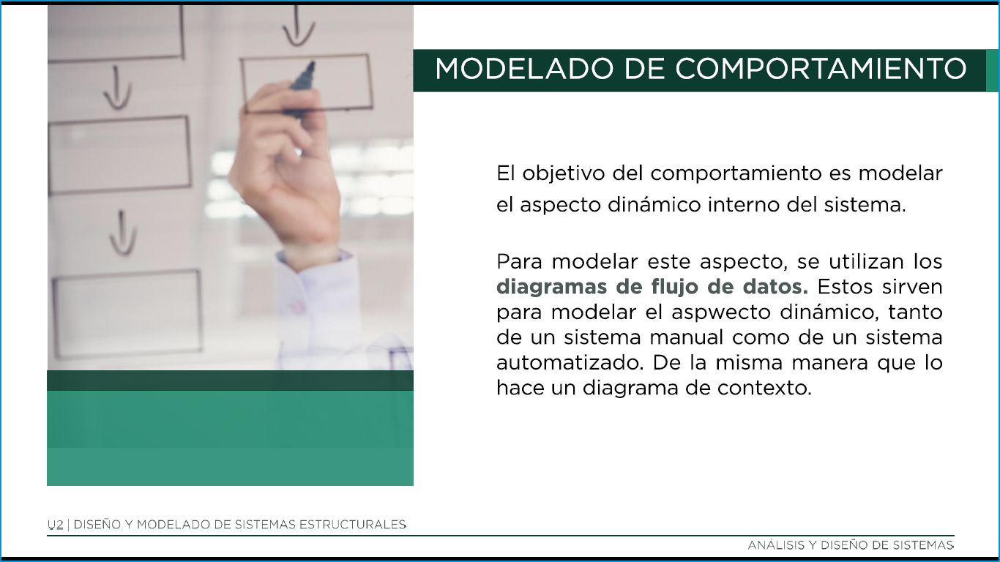 MODELADO DE COMPORTAMIENTO
El objetivo del comportamiento es modelar
el aspecto dinámico interno del sistema.
Para modelar este aspecto, se utilizan los
diagramas de flujo de datos. Estos sirven
para modelar el aspwecto dinámico, tanto
de un sistema manual como de un sistema
automatizado. De la misma manera que lo
hace un diagrama de contexto.
U2 | DISEÑO Y MODELADO DE SISTEMAS ESTRUCTURALES
ANÁLISIS Y DISEÑO DE SISTEMAS